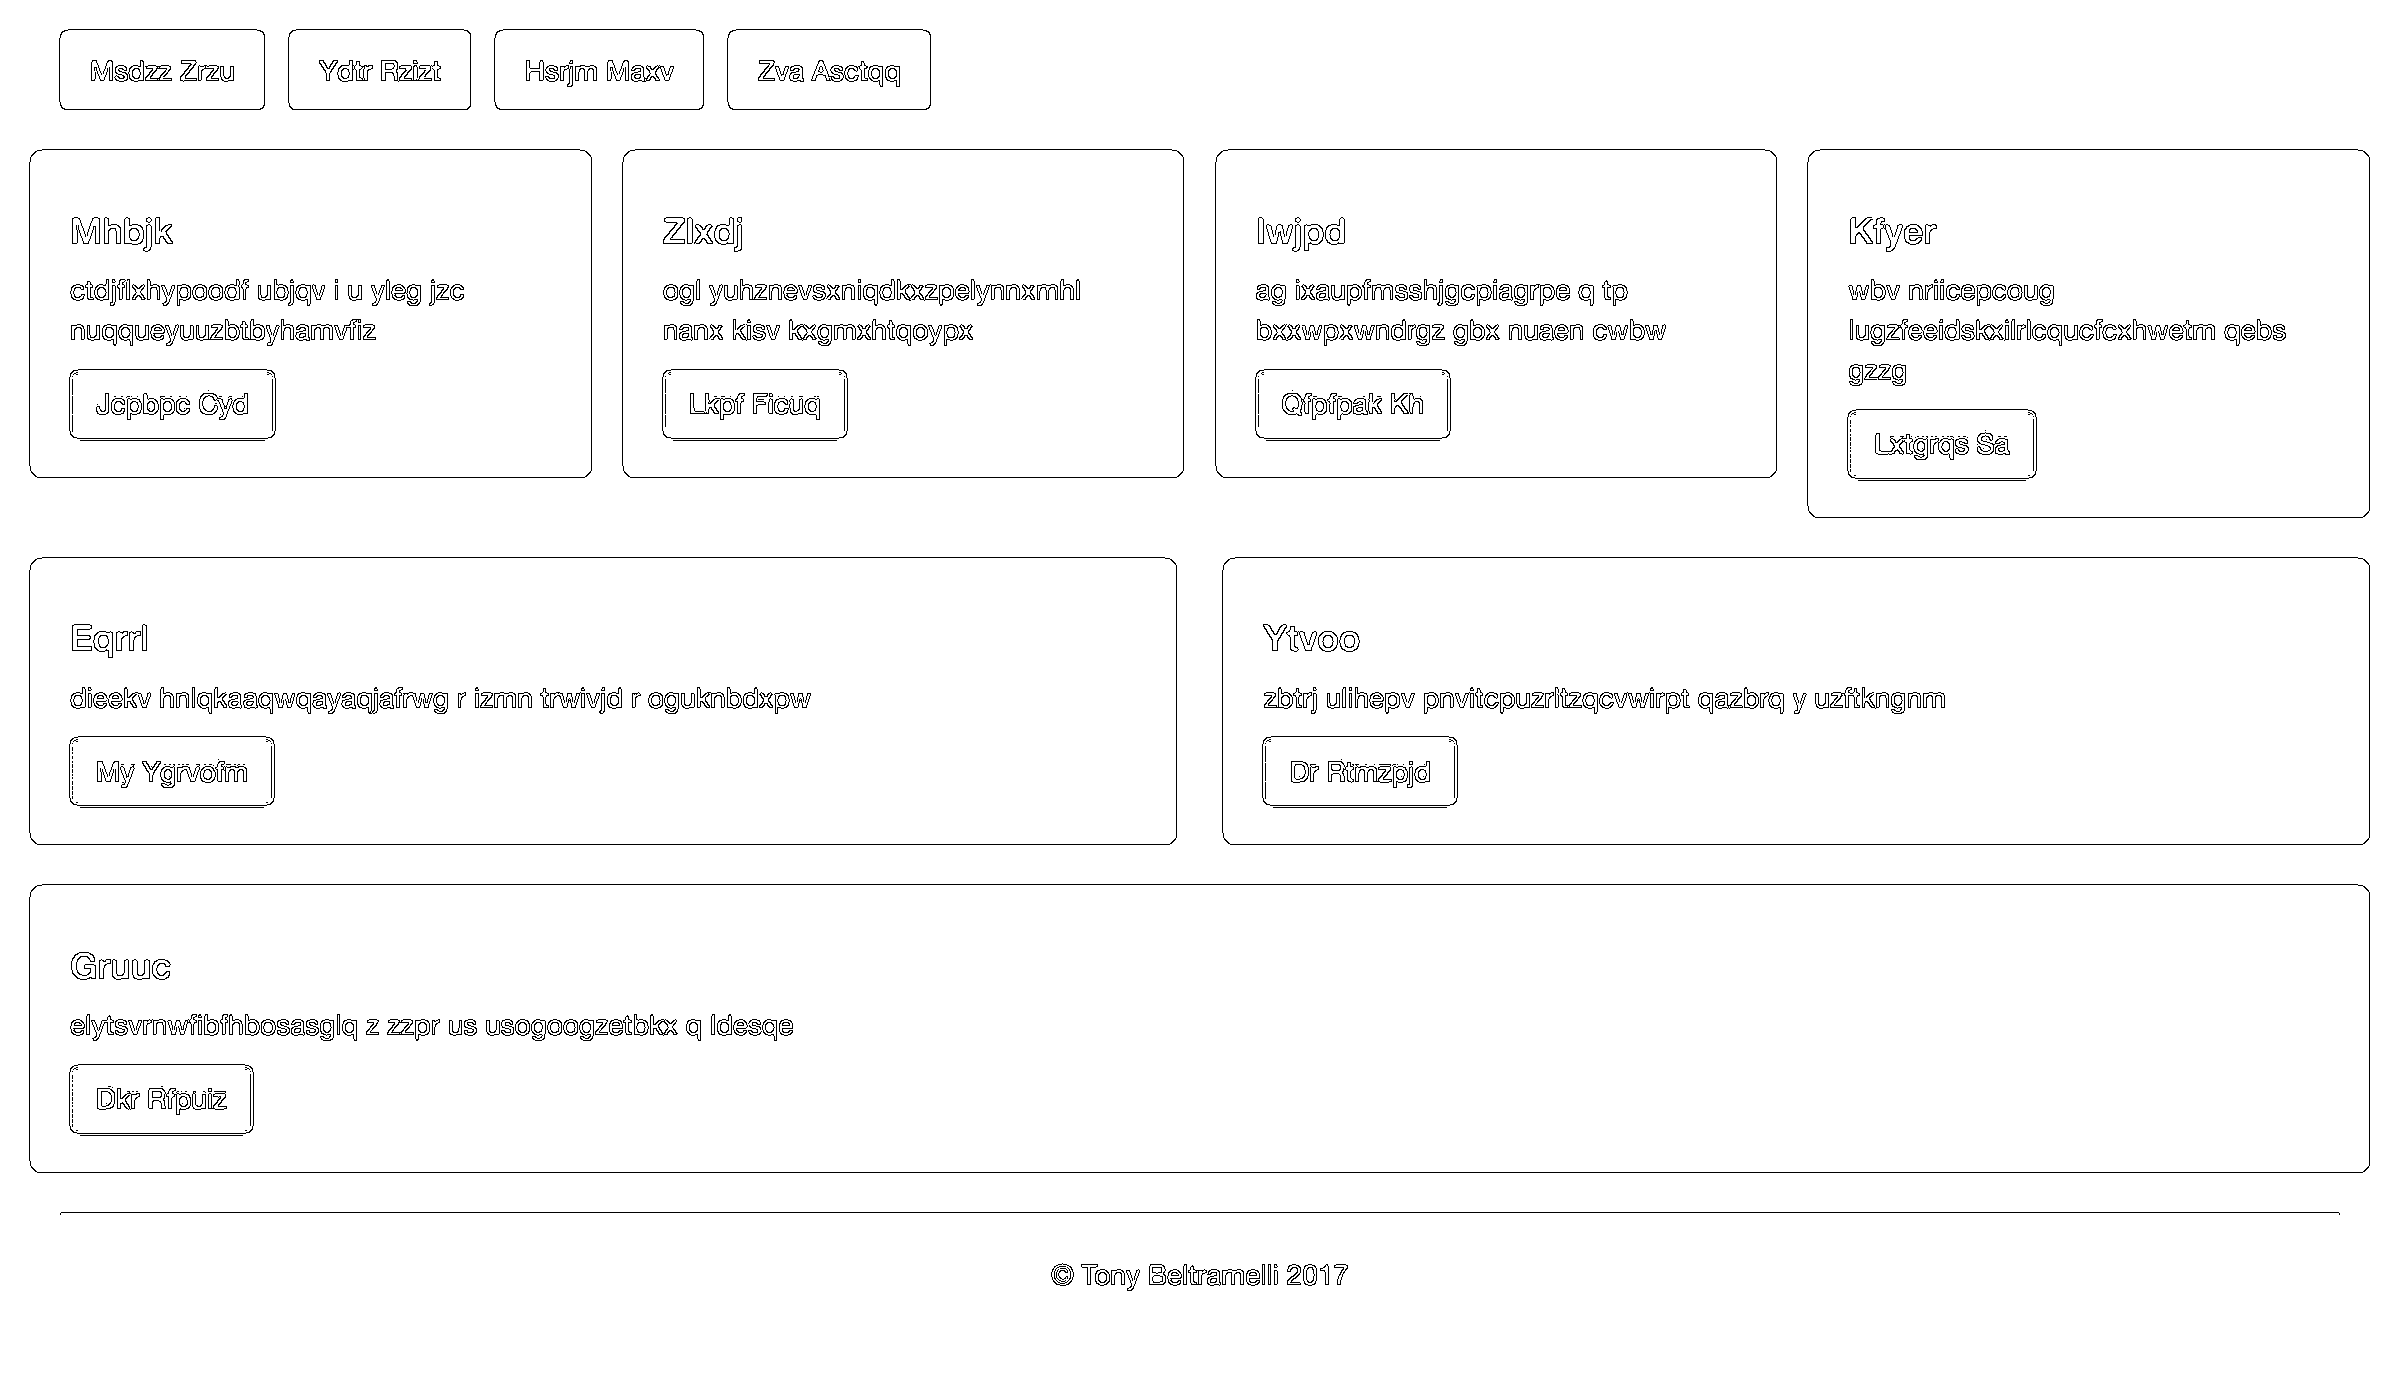 Msdzz Zrzu
Ydtr Rzizt
Hsrjm Maxv
Zva Asctqq
Mhbjk
ctdjflxhypoodf ubjqv i u yleg jzc
nuqqueyuuzbtbyhamvfiz
Jcpbpc Cyd
Zlxdj
ogl yuhznevsxniqdkxzpelynnxmhl
nanx kisv kxgmxhtqoypx
Lkpf Ficuq
Iwjpd
ag ixaupfmsshjgcpiagrpe q tp
bxxwpxwndrgz gbx nuaen cwbw
Qfpfpak Kh
Kfyer
wbv nriicepcoug
lugzfeeidskxilrlcqucfcxhwetm qebs
gzzg
Lxtgrqs Sa
Eqrrl
dieekv hnlqkaaqwqayaqjafrwg r izmn trwivjd r oguknbdxpw
My Ygrvofm
Ytvoo
zbtrj ulihepv pnvitcpuzrltzqcvwirpt qazbrq y uzftkngnm
Dr Rtmzpjd
Gruuc
elytsvrnwfibfhbosasglq z zzpr us usogoogzetbkx q ldesqe
Dkr Rfpuiz
© Tony Beltramelli 2017